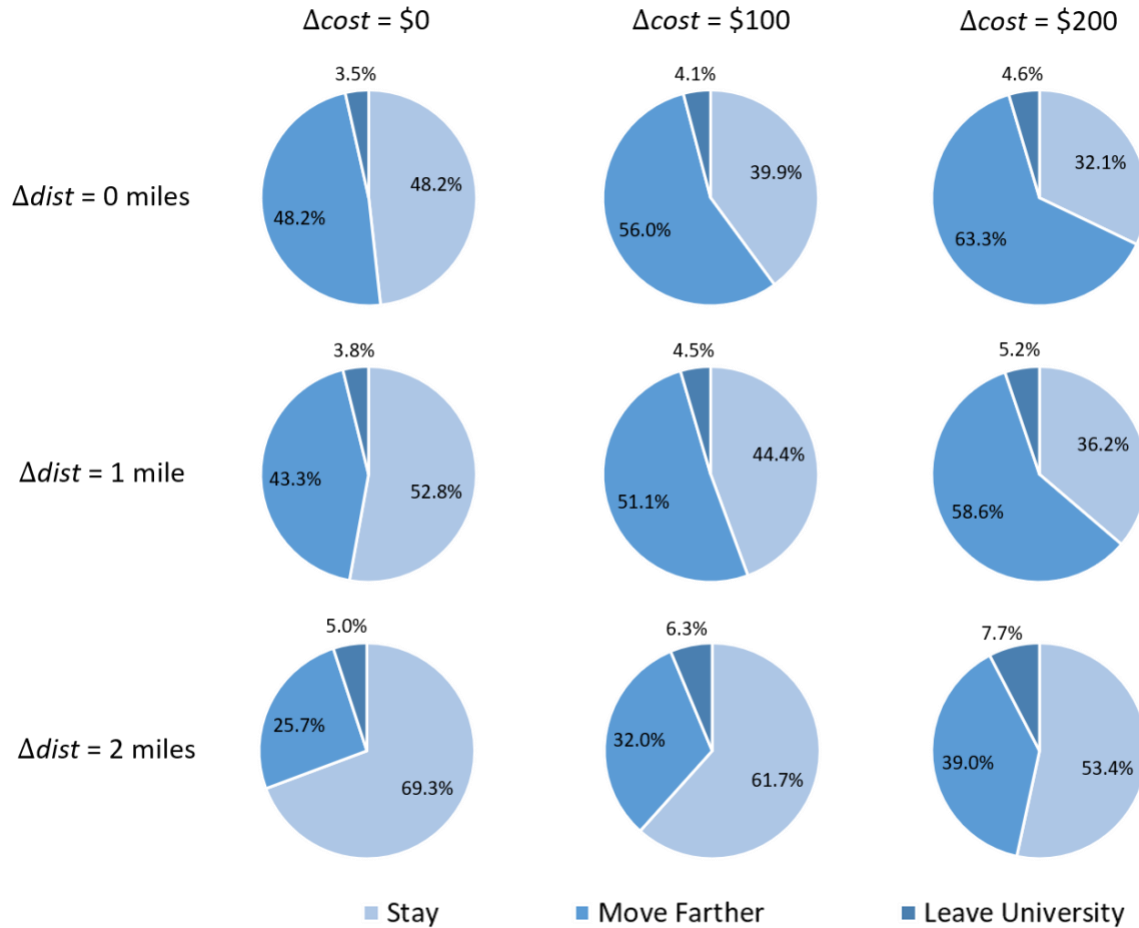 Δcost = $0 Δcost = $100 Δcost = $200
3.5% 4.1% 4.6%
Δdist = 0 miles 48.2% 48.2% 56.0% 39.9% 63.3% 32.1%
3.8% 4.5% 5.2%
Δdist = 1 mile 43.3% 52.8% 51.1% 44.4% 58.6% 36.2%
5.0% 6.3% 7.7%
Δdist = 2 miles 25.7% 69.3% 32.0% 61.7% 39.0% 53.4%
Stay Move Farther Leave University